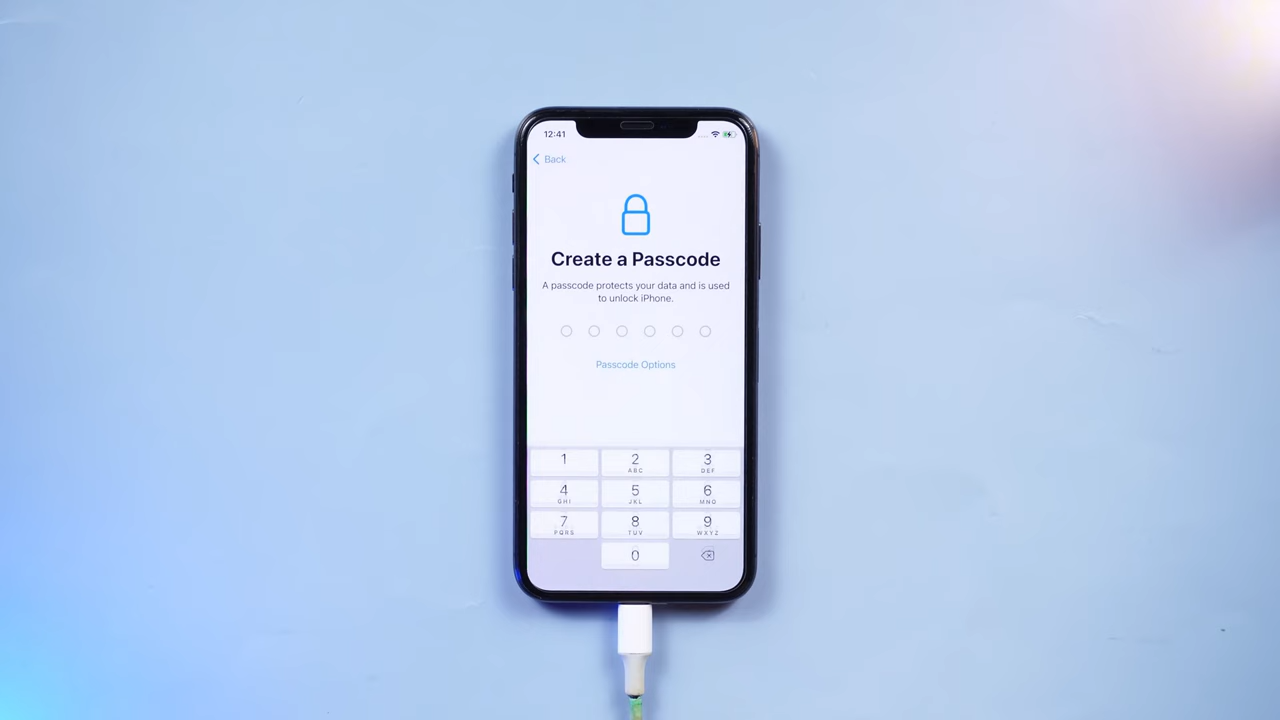 12:41
Back
Create a Passcode
A passcode protects your data and is used
to unlock iPhone.
Passcode Options
1 2 3
ABC DEF
4 5 6
GHI JKL MNO
7 8 9
PQRS TUV WXYZ
0